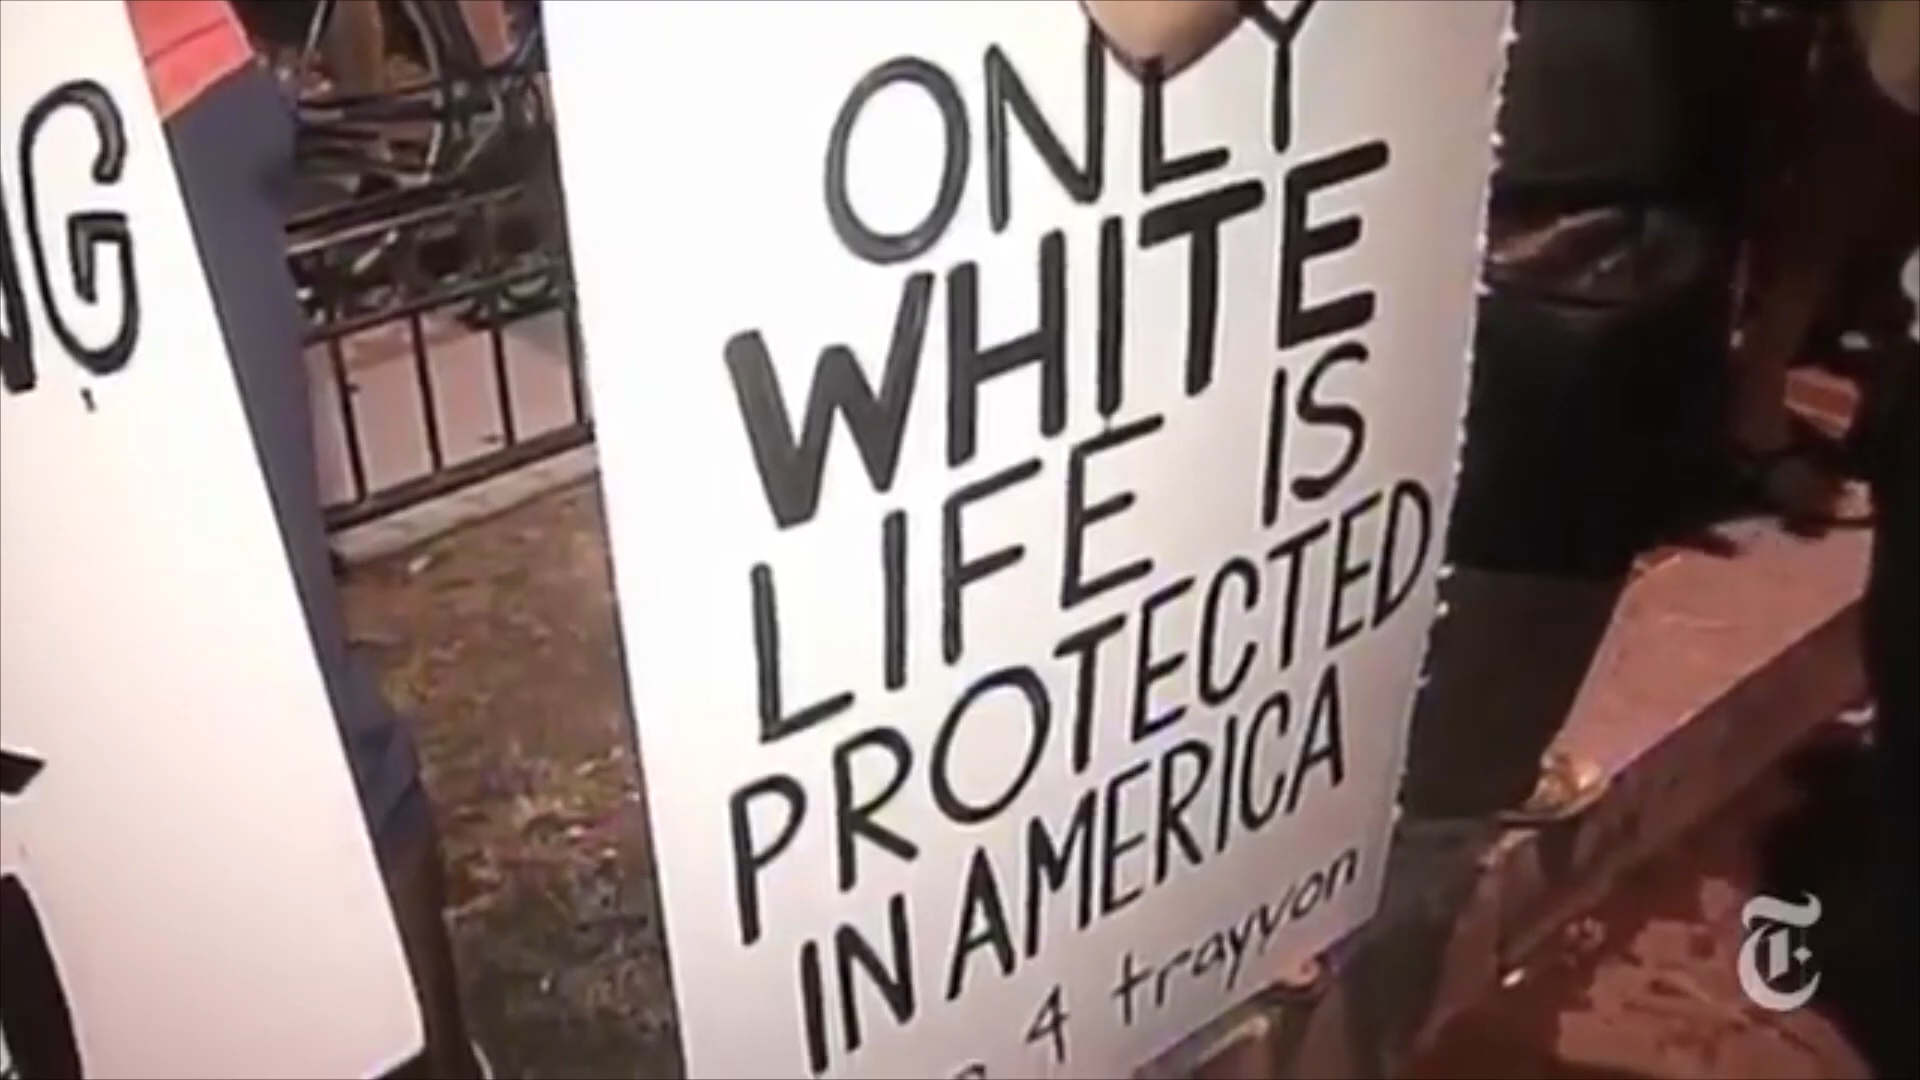 ONLY
WHITE
LIFE IS
PROTECTED
IN AMERICA
4 trayvon
T